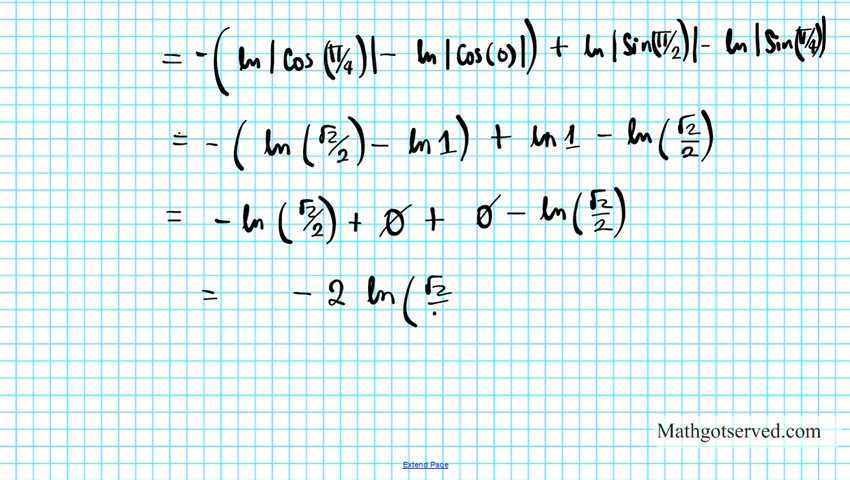 = -(ln|Cos(π/4)| - ln|Cos(0)|) + ln|Sin(π/2)| - ln|Sin(π/4)|
= -(ln(√2/2) - ln 1) + ln 1 - ln(√2/2)
= -ln(√2/2) + 0 + 0 - ln(√2/2)
= -2 ln(√2/
Mathgotserved.com
Extend Page